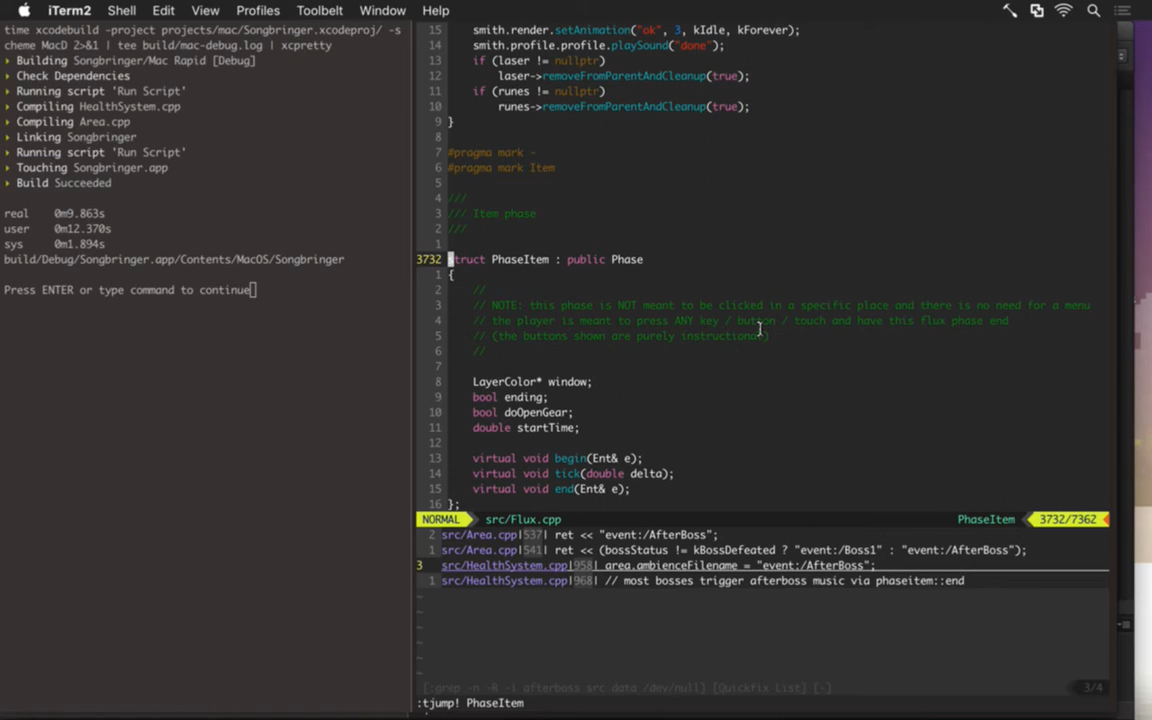 iTerm2 Shell Edit View Profiles Toolbelt Window Help
time xcodebuild -project projects/mac/Songbringer.xcodeproj/ -s
cheme MacD 2>&1 | tee build/mac-debug.log | xcpretty
Building Songbringer/Mac Rapid [Debug]
Check Dependencies
Running script 'Run Script'
Compiling HealthSystem.cpp
Compiling Area.cpp
Linking Songbringer
Running script 'Run Script'
Touching Songbringer.app
Build Succeeded
real 0m9.863s
user 0m12.370s
sys 0m1.894s
build/Debug/Songbringer.app/Contents/MacOS/Songbringer
Press ENTER or type command to continue
15 smith.render.setAnimation("ok", 3, kIdle, kForever);
14 smith.profile.profile.playSound("done");
13 if (laser != nullptr)
12 laser->removeFromParentAndCleanup(true);
11 if (runes != nullptr)
10 runes->removeFromParentAndCleanup(true);
9 }
8
7 #pragma mark -
6 #pragma mark Item
5
4 ///
3 /// Item phase
2 ///
1
3732 struct PhaseItem : public Phase
1 {
2 //
3 // NOTE: this phase is NOT meant to be clicked in a specific place and there is no need for a menu
4 // the player is meant to press ANY key / button / touch and have this flux phase end
5 // (the buttons shown are purely instructional)
6 //
7
8 LayerColor* window;
9 bool ending;
10 bool doOpenGear;
11 double startTime;
12
13 virtual void begin(Ent& e);
14 virtual void tick(double delta);
15 virtual void end(Ent& e);
16 };
NORMAL src/Flux.cpp PhaseItem 3732/7362
2 src/Area.cpp|537| ret << "event:/AfterBoss";
1 src/Area.cpp|541| ret << (bossStatus != kBossDefeated ? "event:/Boss1" : "event:/AfterBoss");
3 src/HealthSystem.cpp|958| area.ambienceFilename = "event:/AfterBoss";
1 src/HealthSystem.cpp|968| // most bosses trigger afterboss music via phaseitem::end
~
~
~
~
~
[:grep -n -R -i afterboss src data /dev/null] [Quickfix List] [-] 3/4
:tjump! PhaseItem